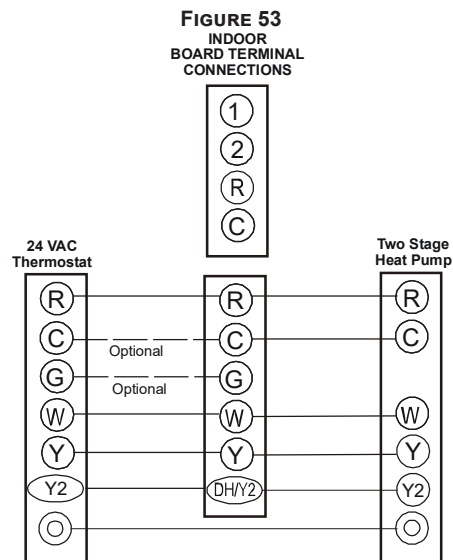 FIGURE 53
INDOOR
BOARD TERMINAL
CONNECTIONS
1
2
R
C
24 VAC
Thermostat
Two Stage
Heat Pump
R R R
C Optional C C
G Optional G
W W W
Y Y Y
Y2 DH/Y2 Y2
O O